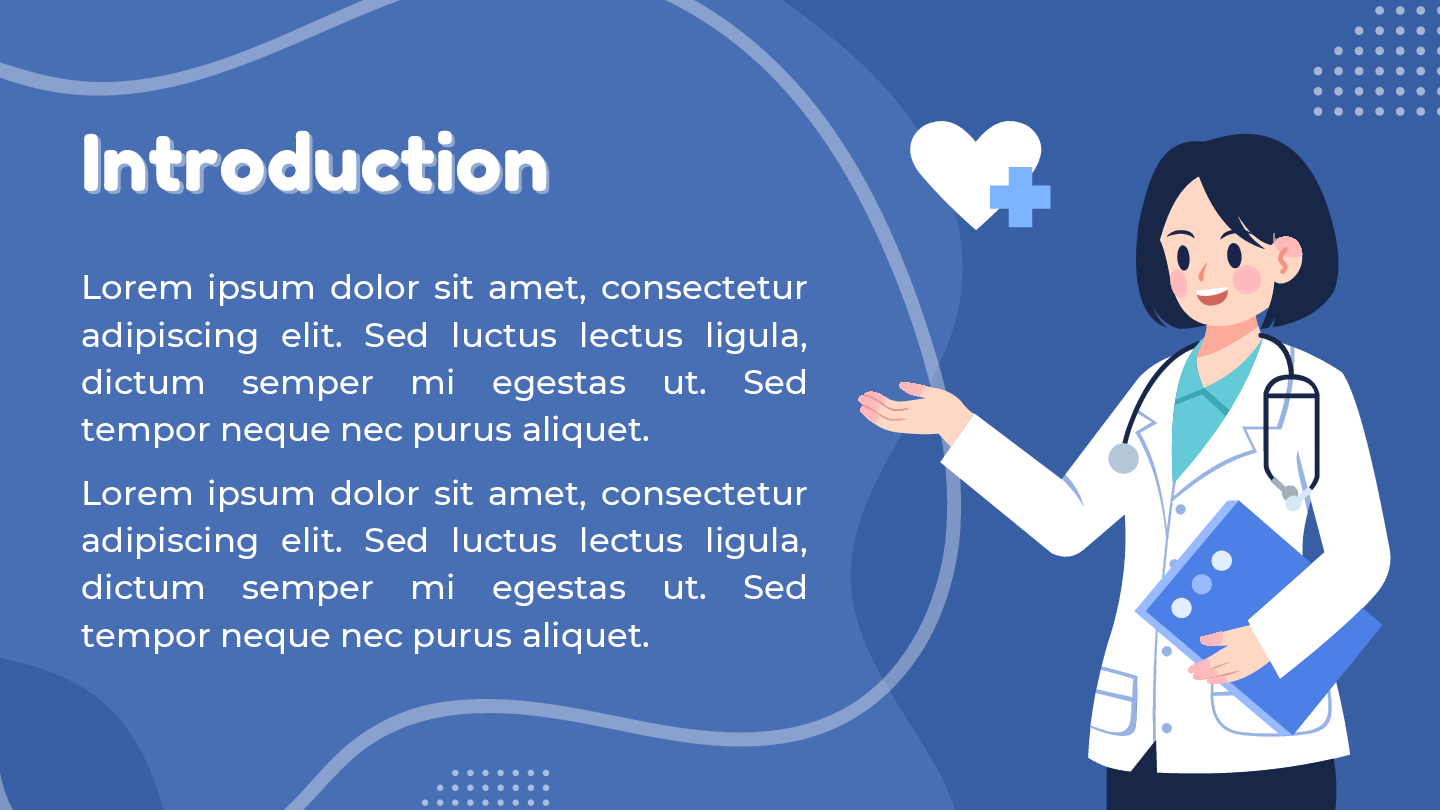 Introduction
Lorem ipsum dolor sit amet, consectetur
adipiscing elit. Sed luctus lectus ligula,
dictum semper mi egestas ut. Sed
tempor neque nec purus aliquet.
Lorem ipsum dolor sit amet, consectetur
adipiscing elit. Sed luctus lectus ligula,
dictum semper mi egestas ut. Sed
tempor neque nec purus aliquet.